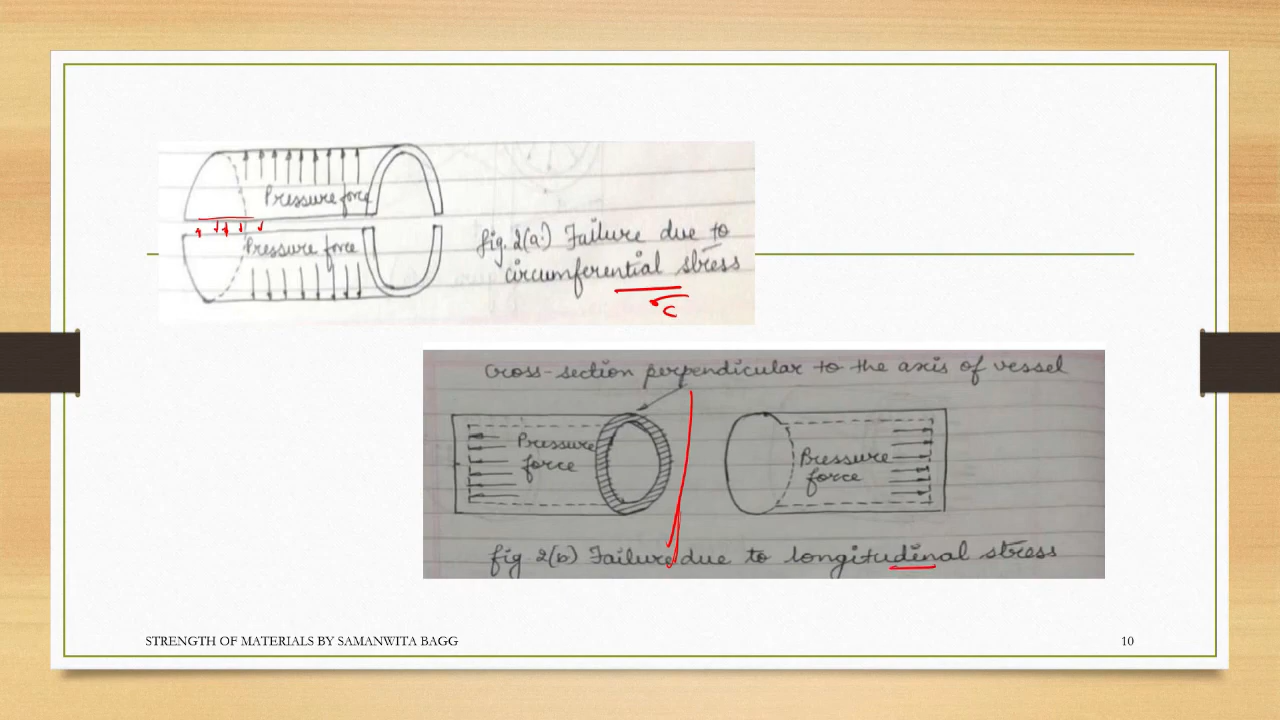 Pressure force
Pressure force
fig. 2(a.) Failure due to
circumferential stress
σc
Cross-section perpendicular to the axis of vessel
Pressure
force
Pressure
force
fig 2(b) Failure due to longitudinal stress
STRENGTH OF MATERIALS BY SAMANWITA BAGG
10